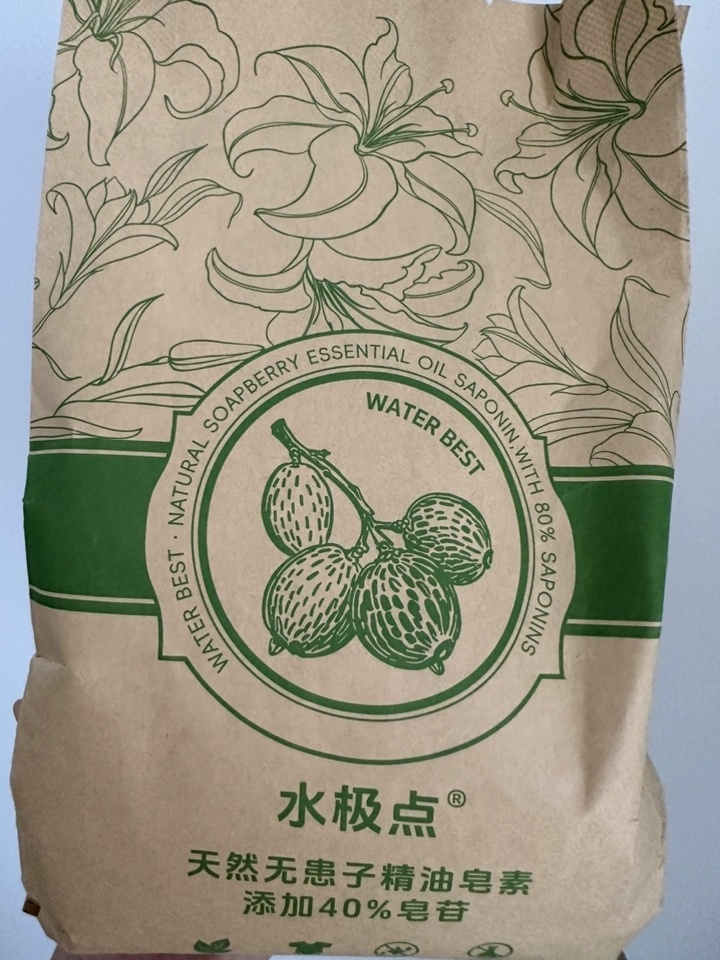 WATER BEST · NATURAL SOAPBERRY ESSENTIAL OIL SAPONIN,WITH 80% SAPONINS
WATER BEST
水极点®
天然无患子精油皂素
添加40%皂苷